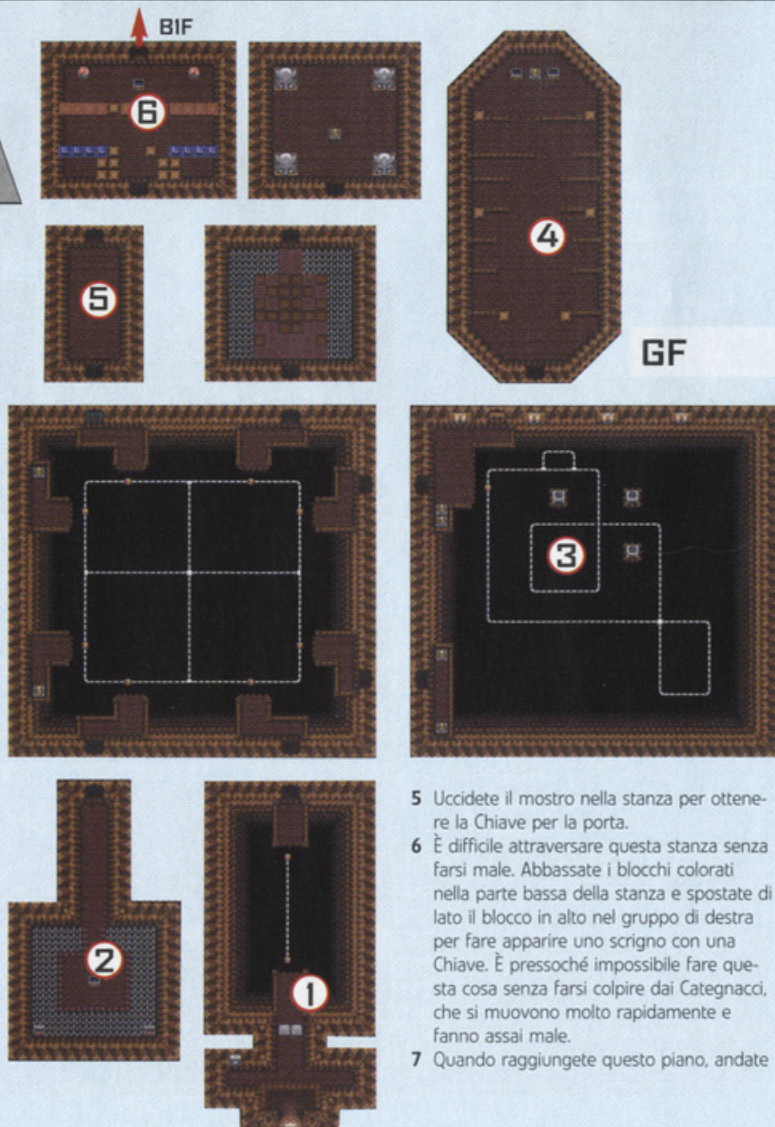 B1F
6
4
5
GF
3
2
1
5 Uccidete il mostro nella stanza per ottene-
re la Chiave per la porta.
6 È difficile attraversare questa stanza senza
farsi male. Abbassate i blocchi colorati
nella parte bassa della stanza e spostate di
lato il blocco in alto nel gruppo di destra
per fare apparire uno scrigno con una
Chiave. È pressoché impossibile fare que-
sta cosa senza farsi colpire dai Categnacci,
che si muovono molto rapidamente e
fanno assai male.
7 Quando raggiungete questo piano, andate